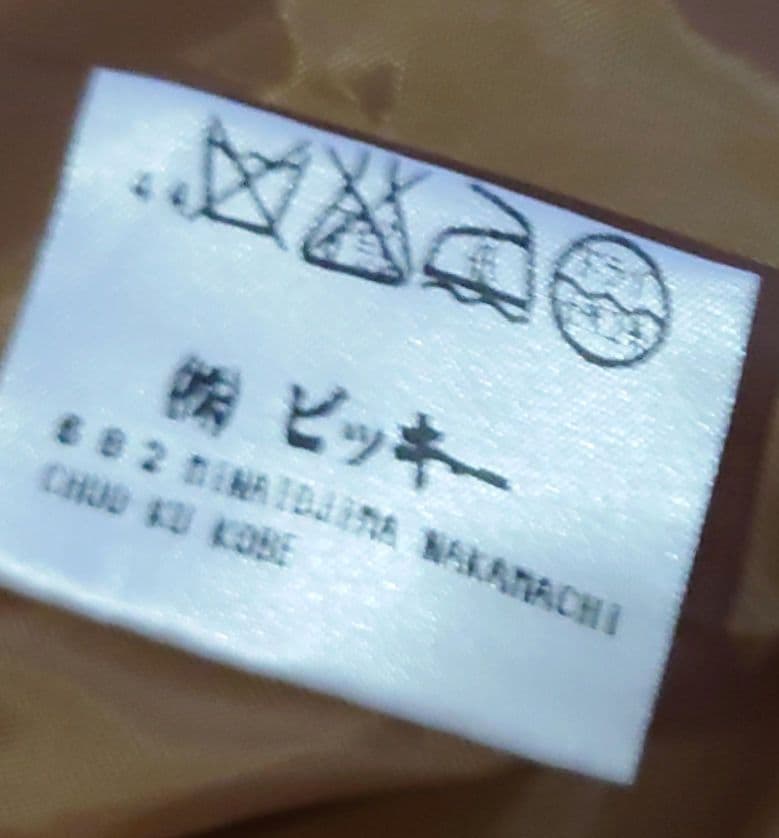 ㈱ ビッキー
6 8 2 MINATOJIMA NAKAMACHI
CHUO KU KOBE